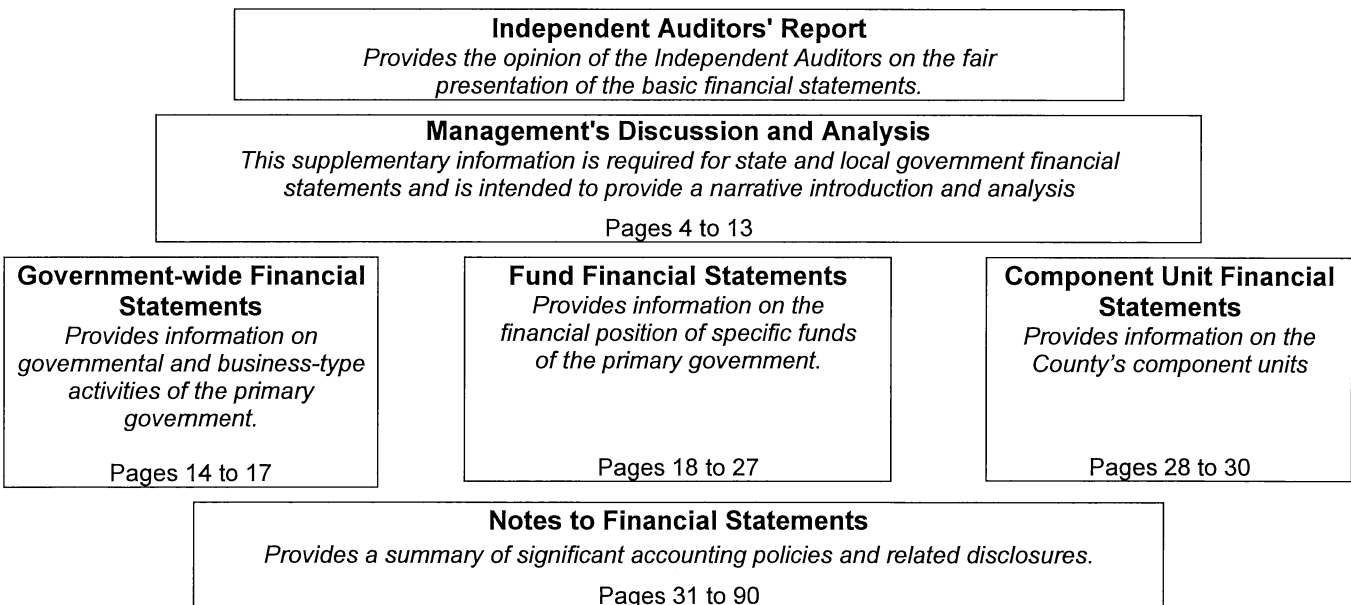 Independent Auditors' Report
Provides the opinion of the Independent Auditors on the fair
presentation of the basic financial statements.
Management's Discussion and Analysis
This supplementary information is required for state and local government financial
statements and is intended to provide a narrative introduction and analysis
Pages 4 to 13
Government-wide Financial
Statements
Provides information on
governmental and business-type
activities of the primary
government.
Pages 14 to 17
Fund Financial Statements
Provides information on the
financial position of specific funds
of the primary government.
Pages 18 to 27
Component Unit Financial
Statements
Provides information on the
County's component units
Pages 28 to 30
Notes to Financial Statements
Provides a summary of significant accounting policies and related disclosures.
Pages 31 to 90